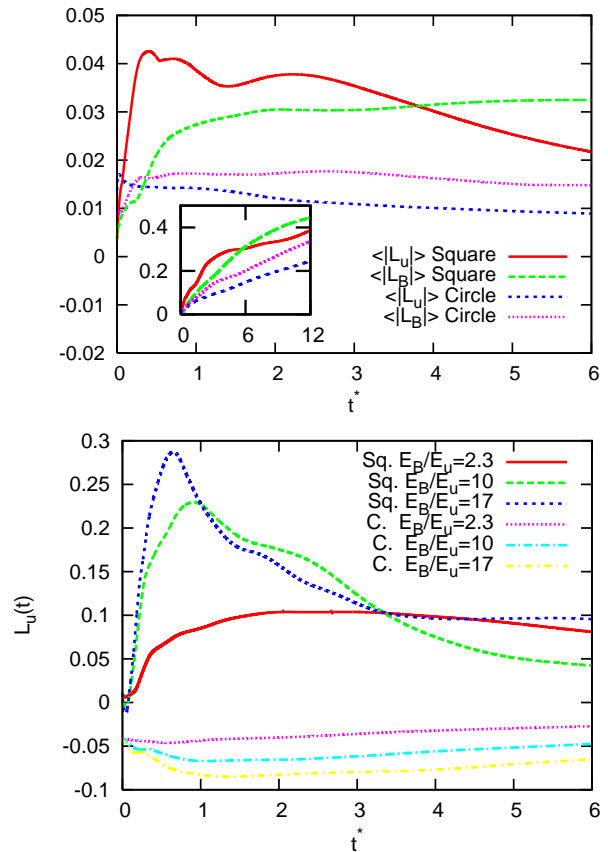 0.05
0.04
0.03
0.02
0.01
0
-0.01
-0.02
0.4
0.2
0
0 6 12
<|L_u|> Square
<|L_B|> Square
<|L_u|> Circle
<|L_B|> Circle
0 1 2 3 4 5 6
t*
0.3
0.25
0.2
0.15
0.1
0.05
0
-0.05
-0.1
L_u(t)
Sq. E_B/E_u=2.3
Sq. E_B/E_u=10
Sq. E_B/E_u=17
C. E_B/E_u=2.3
C. E_B/E_u=10
C. E_B/E_u=17
0 1 2 3 4 5 6
t*